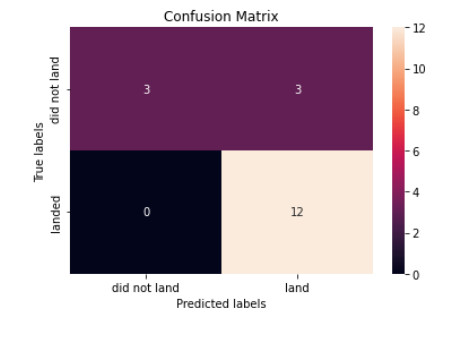 Confusion Matrix
True labels
did not land
landed
3
3
0
12
did not land
land
Predicted labels
12
10
8
6
4
2
0